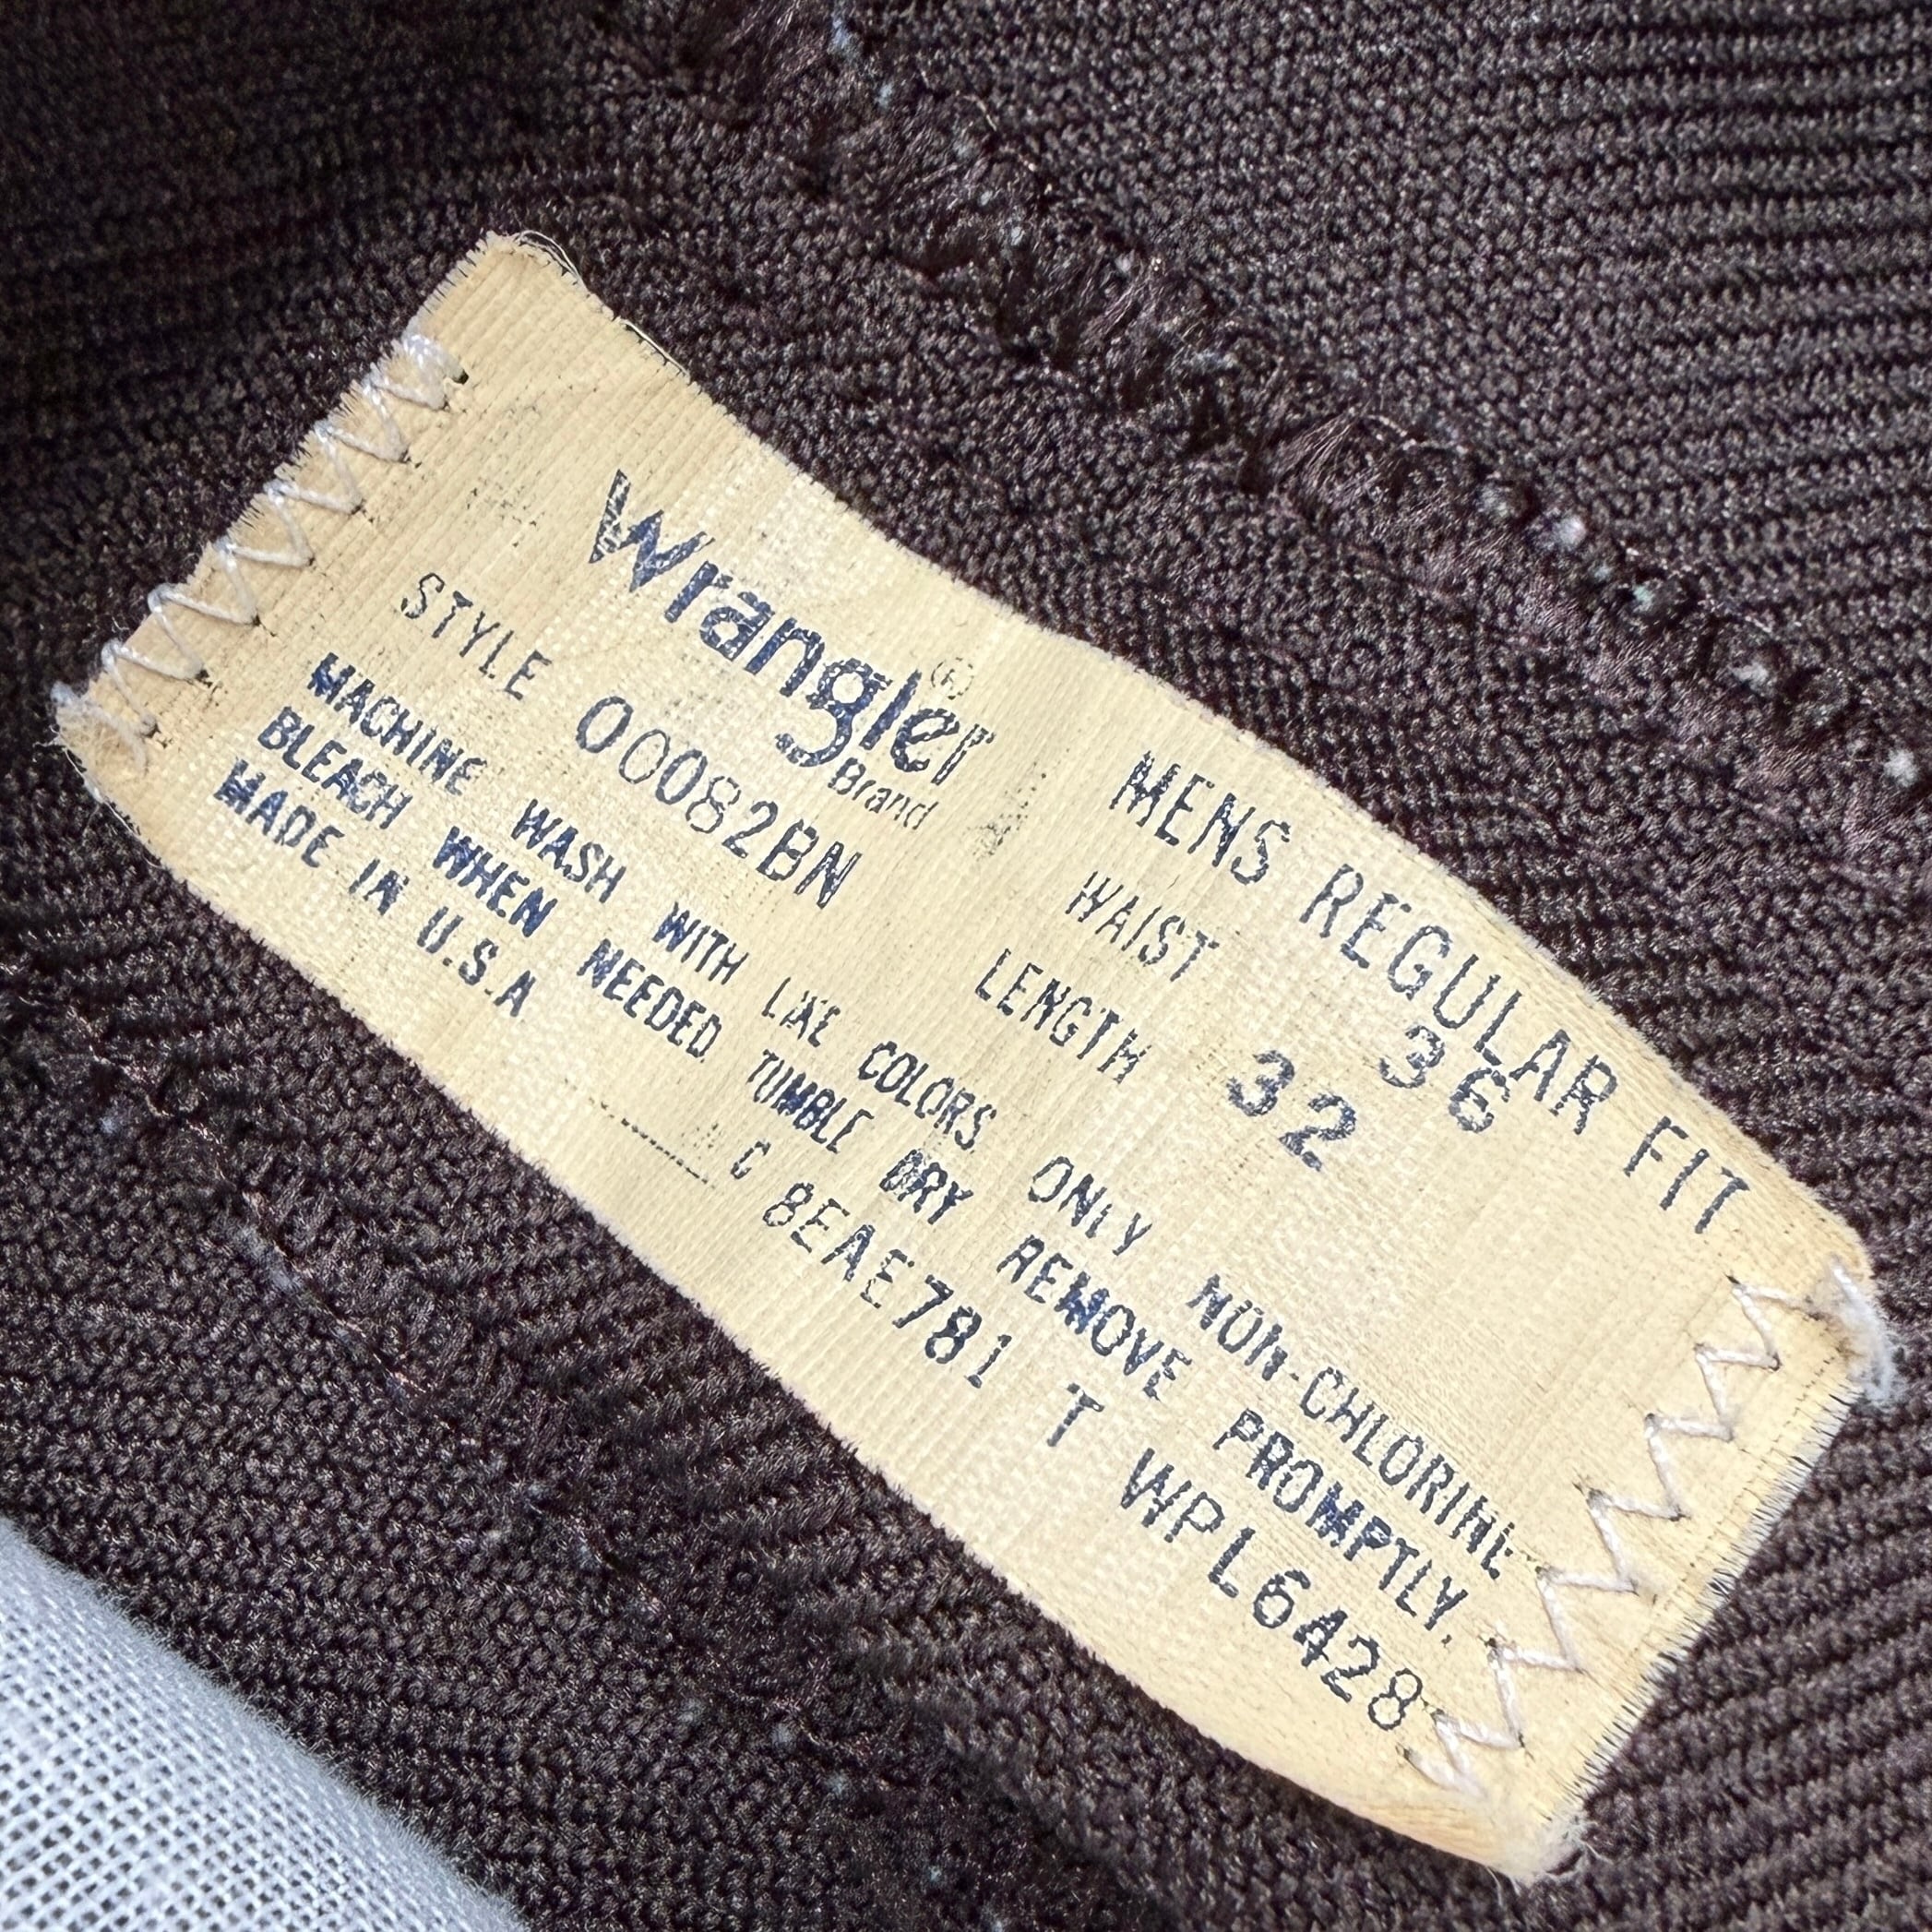 Wrangler®
Brand
STYLE 00082BN
MENS REGULAR FIT
WAIST 36
LENGTH 32
MACHINE WASH WITH LIKE COLORS ONLY NON-CHLORINE
BLEACH WHEN NEEDED TUMBLE DRY REMOVE PROMPTLY.
MADE IN U.S.A
C 8EAE781 T WPL6428